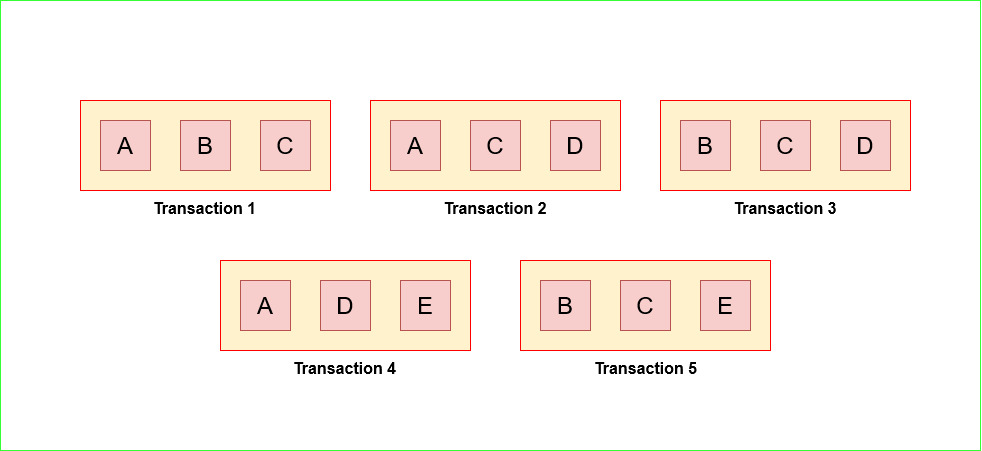 A B C
Transaction 1
A C D
Transaction 2
B C D
Transaction 3
A D E
Transaction 4
B C E
Transaction 5